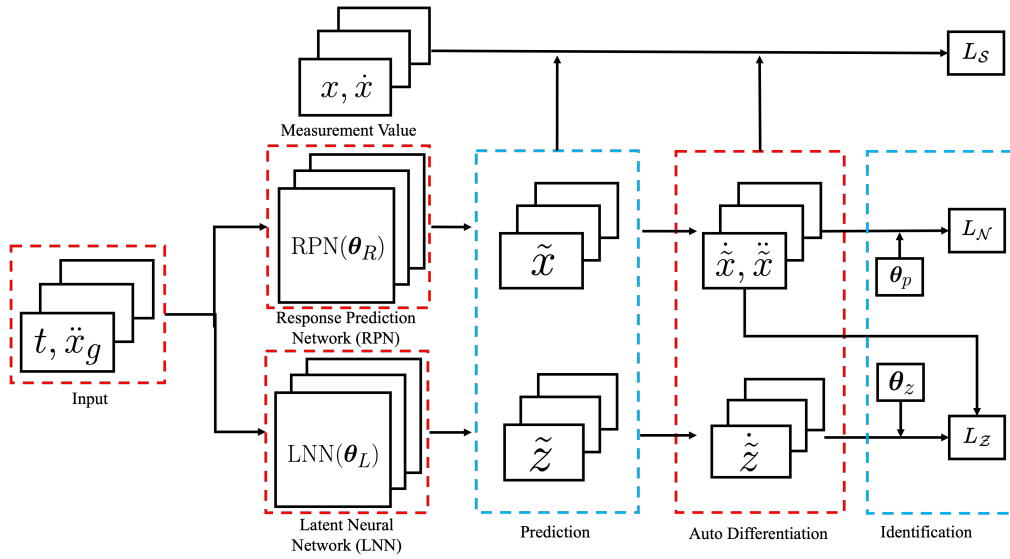 x, ẋ
Measurement Value
L_𝒮
RPN(θ_R)
Response Prediction
Network (RPN)
x̃
x̃̇, x̃̈
L_𝒩
θ_p
t, ẍ_g
Input
LNN(θ_L)
Latent Neural
Network (LNN)
z̃
Prediction
z̃̇
Auto Differentiation
θ_z
L_𝒵
Identification